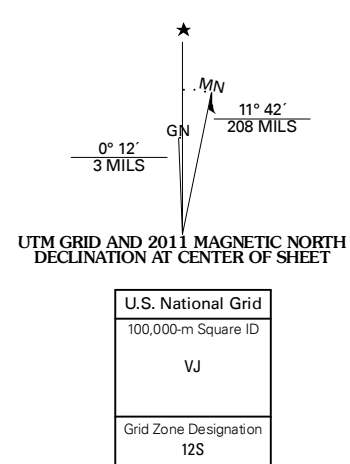 MN
11° 42´
208 MILS
GN
0° 12´
3 MILS
UTM GRID AND 2011 MAGNETIC NORTH
DECLINATION AT CENTER OF SHEET
U.S. National Grid
100,000-m Square ID
VJ
Grid Zone Designation
12S